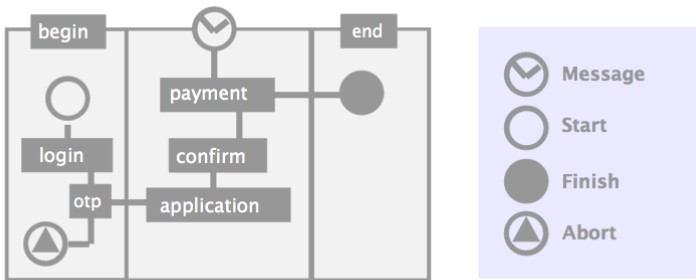 begin
end
payment
login
confirm
otp
application
Message
Start
Finish
Abort